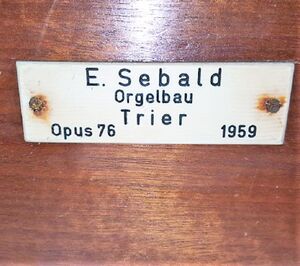 E. Sebald
Orgelbau
Trier
Opus 76 1959